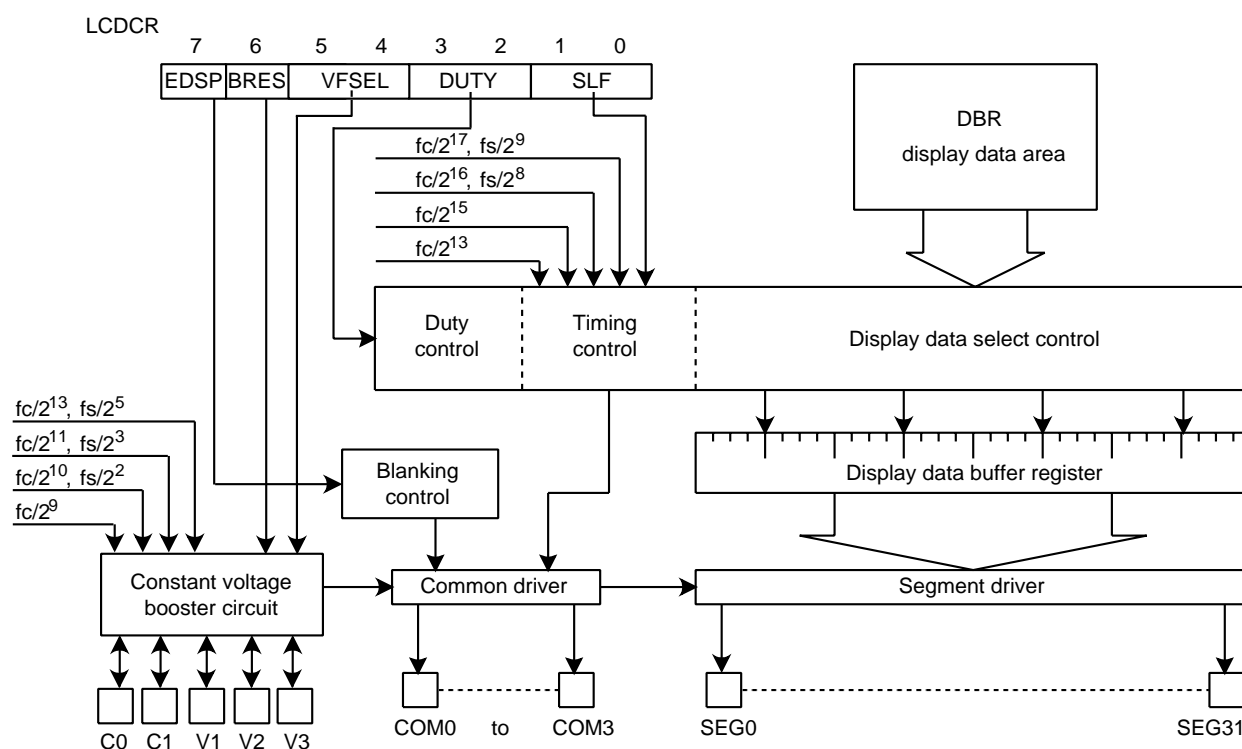 LCDCR
7 6 5 4 3 2 1 0
EDSP BRES VFSEL DUTY SLF
DBR
display data area
fc/2^17, fs/2^9
fc/2^16, fs/2^8
fc/2^15
fc/2^13
Duty
control
Timing
control
Display data select control
fc/2^13, fs/2^5
fc/2^11, fs/2^3
fc/2^10, fs/2^2
fc/2^9
Blanking
control
Display data buffer register
Constant voltage
booster circuit
Common driver
Segment driver
C0 C1 V1 V2 V3
COM0 to COM3
SEG0 SEG31